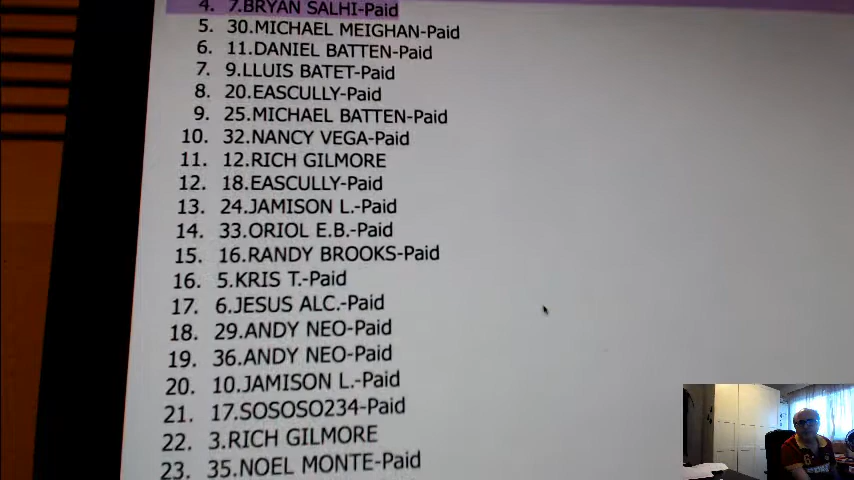 4. 7.BRYAN SALHI-Paid
5. 30.MICHAEL MEIGHAN-Paid
6. 11.DANIEL BATTEN-Paid
7. 9.LLUIS BATET-Paid
8. 20.EASCULLY-Paid
9. 25.MICHAEL BATTEN-Paid
10. 32.NANCY VEGA-Paid
11. 12.RICH GILMORE
12. 18.EASCULLY-Paid
13. 24.JAMISON L.-Paid
14. 33.ORIOL E.B.-Paid
15. 16.RANDY BROOKS-Paid
16. 5.KRIS T.-Paid
17. 6.JESUS ALC.-Paid
18. 29.ANDY NEO-Paid
19. 36.ANDY NEO-Paid
20. 10.JAMISON L.-Paid
21. 17.SOSOSO234-Paid
22. 3.RICH GILMORE
23. 35.NOEL MONTE-Paid